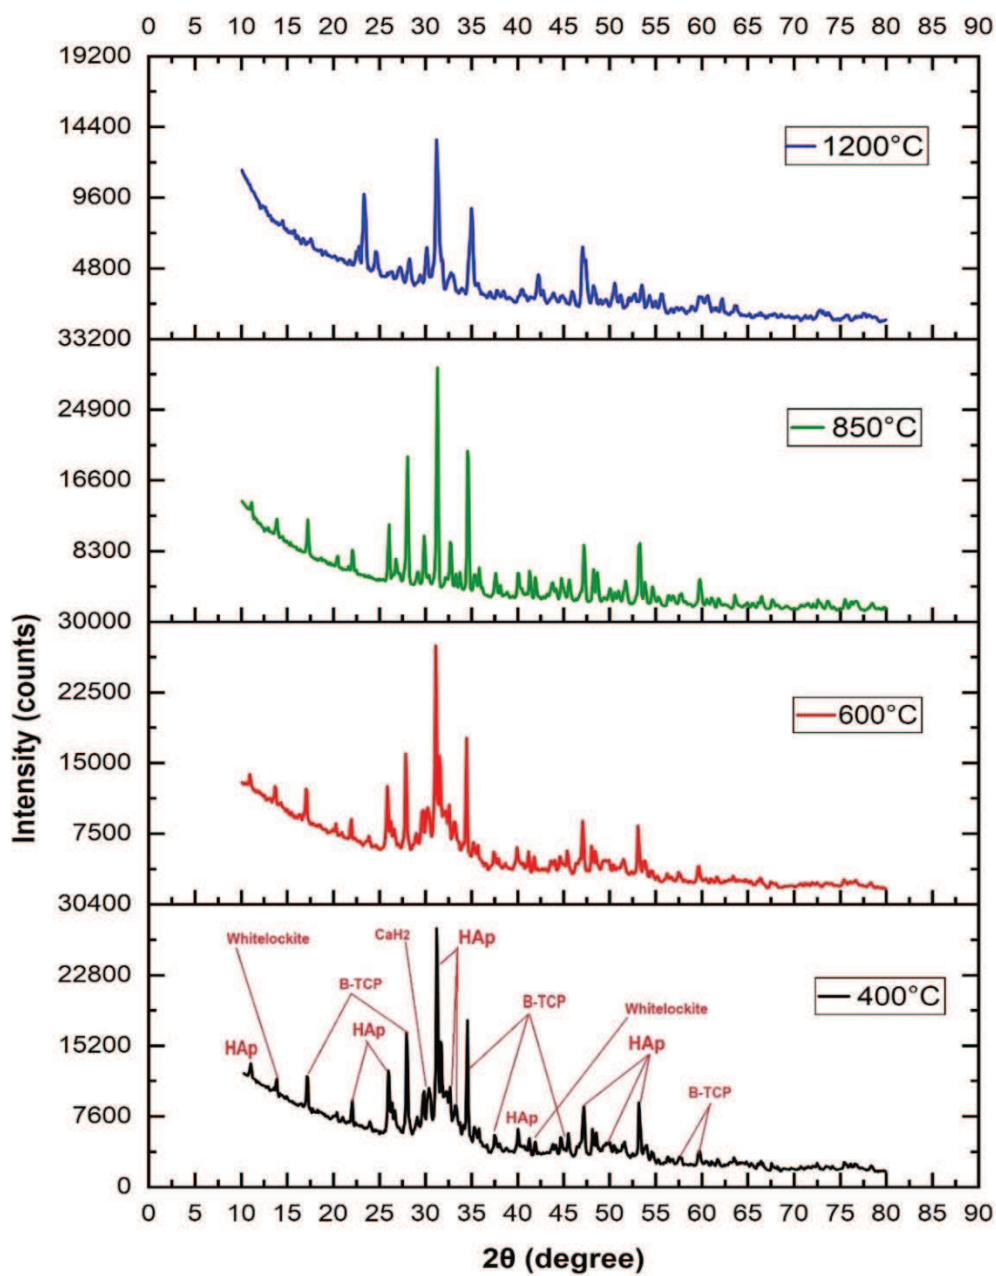 0 5 10 15 20 25 30 35 40 45 50 55 60 65 70 75 80 85 90
19200
14400
1200°C
9600
4800
33200
24900
850°C
16600
8300
30000
22500
600°C
15000
7500
30400
Whitelockite
CaH2
HAp
22800
B-TCP
B-TCP
400°C
Whitelockite
15200
HAp
HAp
HAp
B-TCP
7600
HAp
0
0 5 10 15 20 25 30 35 40 45 50 55 60 65 70 75 80 85 90
2θ (degree)
Intensity (counts)